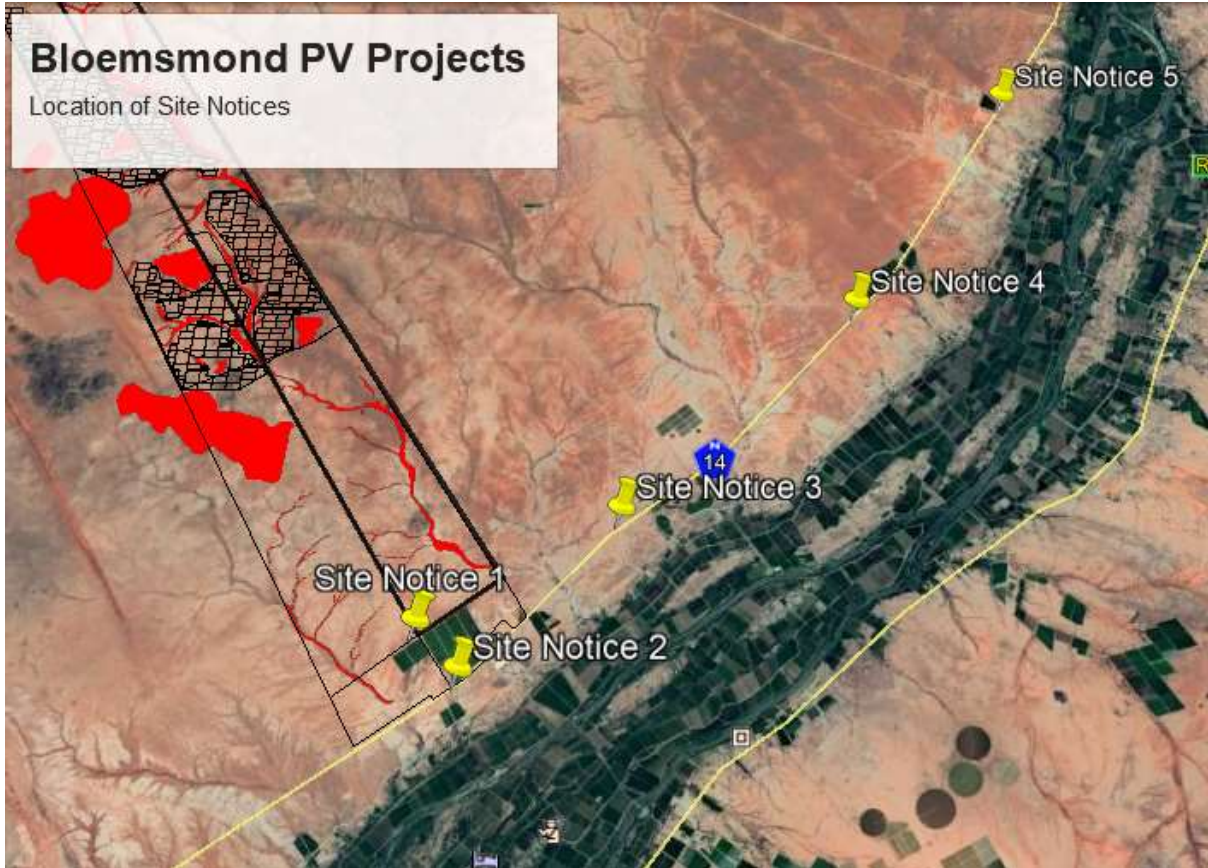 Bloemsmond PV Projects
Location of Site Notices
Site Notice 5
R
Site Notice 4
N
14
Site Notice 3
Site Notice 1
Site Notice 2